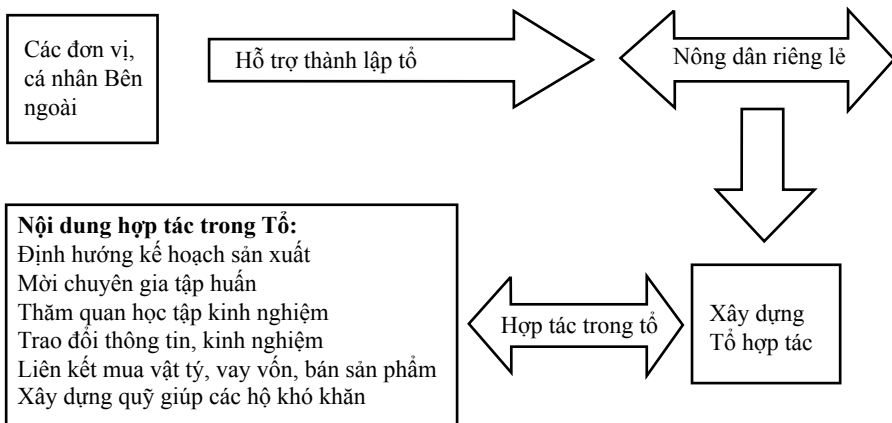 Các đơn vị,
cá nhân Bên
ngoài
Hỗ trợ thành lập tổ
Nông dân riêng lẻ
Nội dung hợp tác trong Tổ:
Định hướng kế hoạch sản xuất
Mời chuyên gia tập huấn
Thăm quan học tập kinh nghiệm
Trao đổi thông tin, kinh nghiệm
Liên kết mua vật tý, vay vốn, bán sản phẩm
Xây dựng quỹ giúp các hộ khó khăn
Hợp tác trong tổ
Xây dựng
Tổ hợp tác